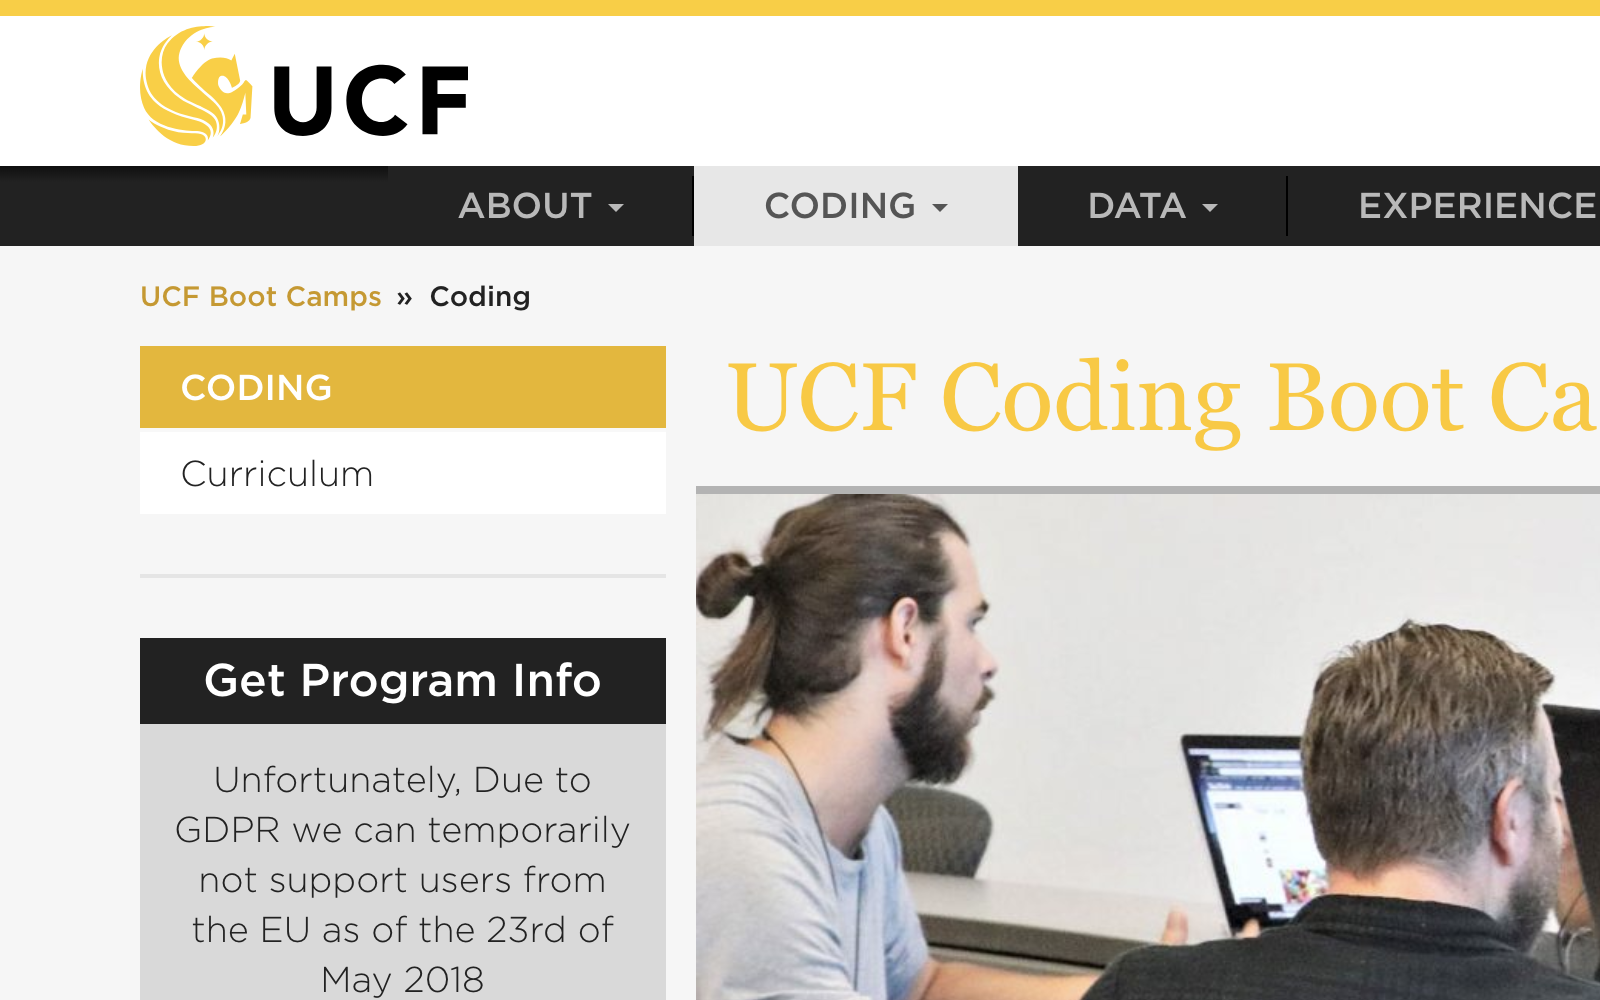 UCF
ABOUT
CODING
DATA
EXPERIENCE
UCF Boot Camps » Coding
CODING
Curriculum
UCF Coding Boot Ca
Get Program Info
Unfortunately, Due to
GDPR we can temporarily
not support users from
the EU as of the 23rd of
May 2018